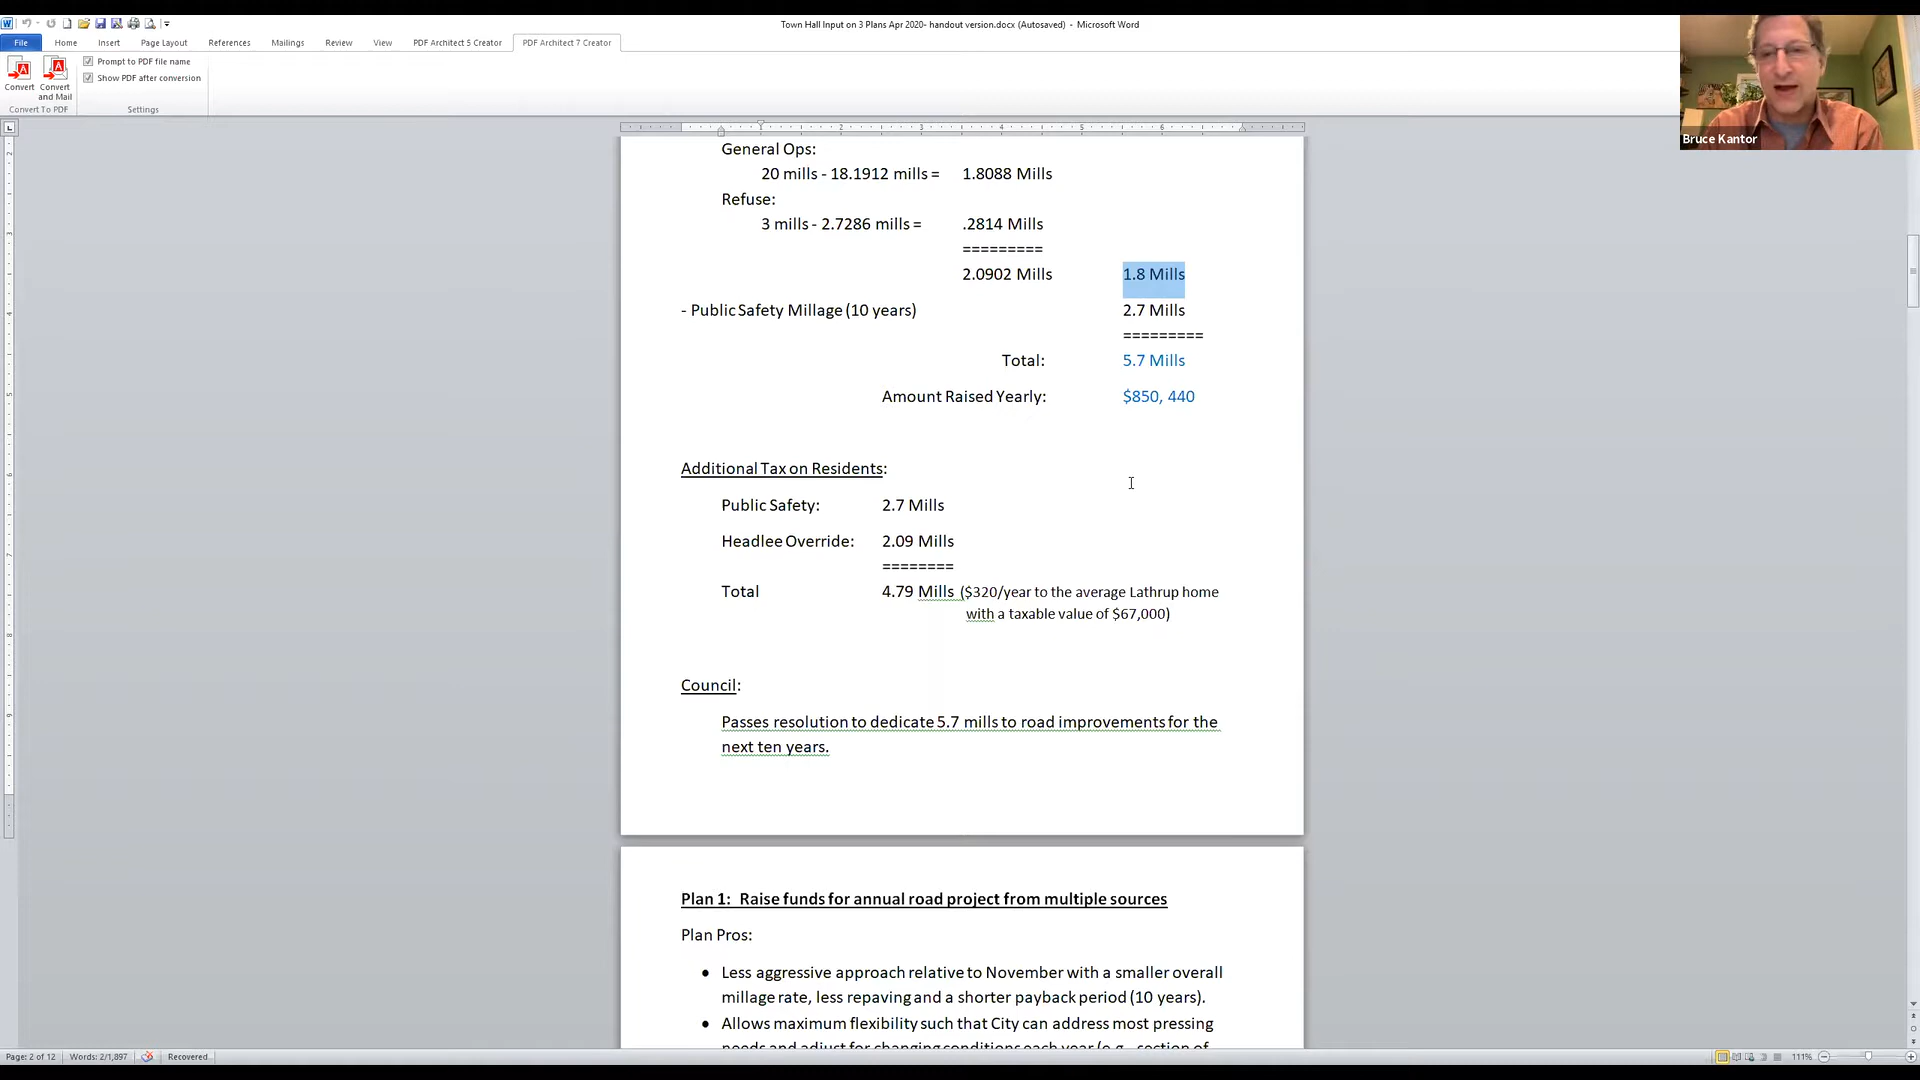 Town Hall Input on 3 Plans Apr 2020- handout version.docx (Autosaved) - Microsoft Word
File Home Insert Page Layout References Mailings Review View PDF Architect 5 Creator PDF Architect 7 Creator
Convert
Convert and Mail
Prompt to PDF file name
Show PDF after conversion
Convert To PDF
Settings
Bruce Kantor
General Ops:
20 mills - 18.1912 mills = 1.8088 Mills
Refuse:
3 mills - 2.7286 mills = .2814 Mills
=========
2.0902 Mills 1.8 Mills
- Public Safety Millage (10 years) 2.7 Mills
=========
Total: 5.7 Mills
Amount Raised Yearly: $850, 440
Additional Tax on Residents:
Public Safety: 2.7 Mills
Headlee Override: 2.09 Mills
========
Total 4.79 Mills ($320/year to the average Lathrup home
with a taxable value of $67,000)
Council:
Passes resolution to dedicate 5.7 mills to road improvements for the
next ten years.
Plan 1: Raise funds for annual road project from multiple sources
Plan Pros:
• Less aggressive approach relative to November with a smaller overall
millage rate, less repaving and a shorter payback period (10 years).
• Allows maximum flexibility such that City can address most pressing
needs and adjust for changing conditions each year (e.g., section of
Page: 2 of 12 Words: 2/1,897 Recovered 111%